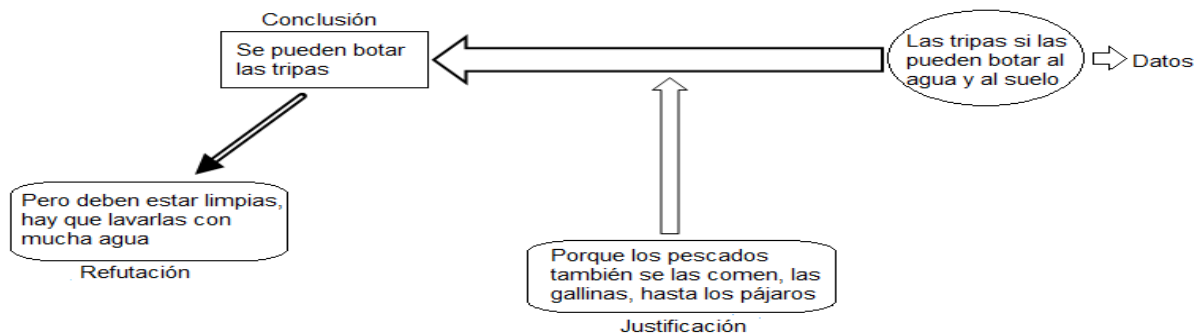 Conclusión
Se pueden botar
las tripas
Las tripas si las
pueden botar al
agua y al suelo
Datos
Pero deben estar limpias,
hay que lavarlas con
mucha agua
Refutación
Porque los pescados
también se las comen, las
gallinas, hasta los pájaros
Justificación